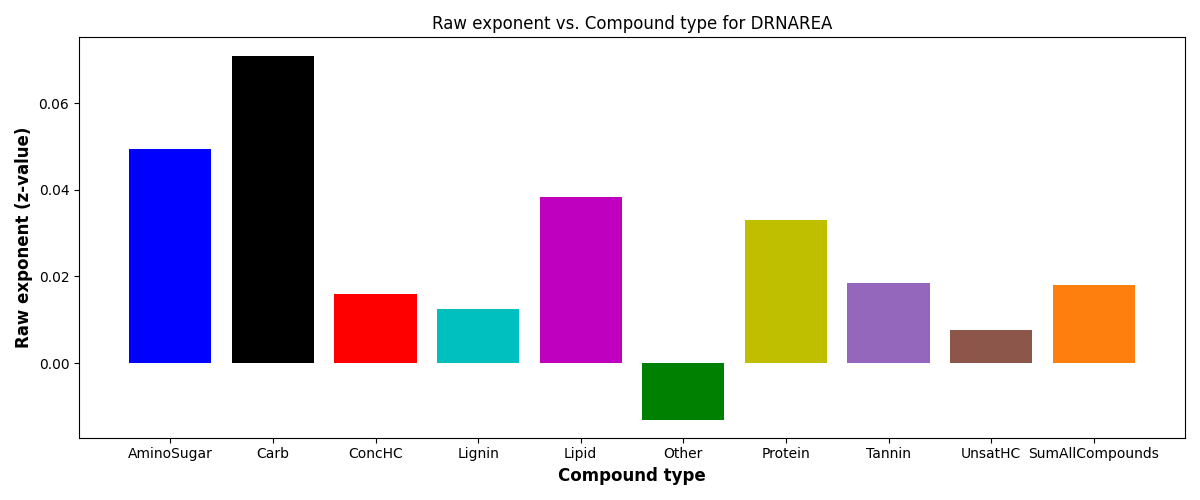 Raw exponent vs. Compound type for DRNAREA
Raw exponent (z-value)
0.06
0.04
0.02
0.00
AminoSugar
Carb
ConcHC
Lignin
Lipid
Other
Protein
Tannin
UnsatHC
SumAllCompounds
Compound type